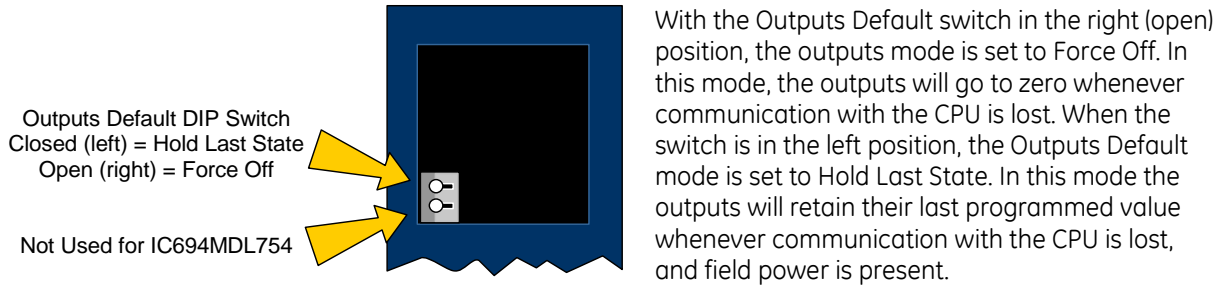 Outputs Default DIP Switch
Closed (left) = Hold Last State
Open (right) = Force Off
Not Used for IC694MDL754
With the Outputs Default switch in the right (open)
position, the outputs mode is set to Force Off. In
this mode, the outputs will go to zero whenever
communication with the CPU is lost. When the
switch is in the left position, the Outputs Default
mode is set to Hold Last State. In this mode the
outputs will retain their last programmed value
whenever communication with the CPU is lost,
and field power is present.